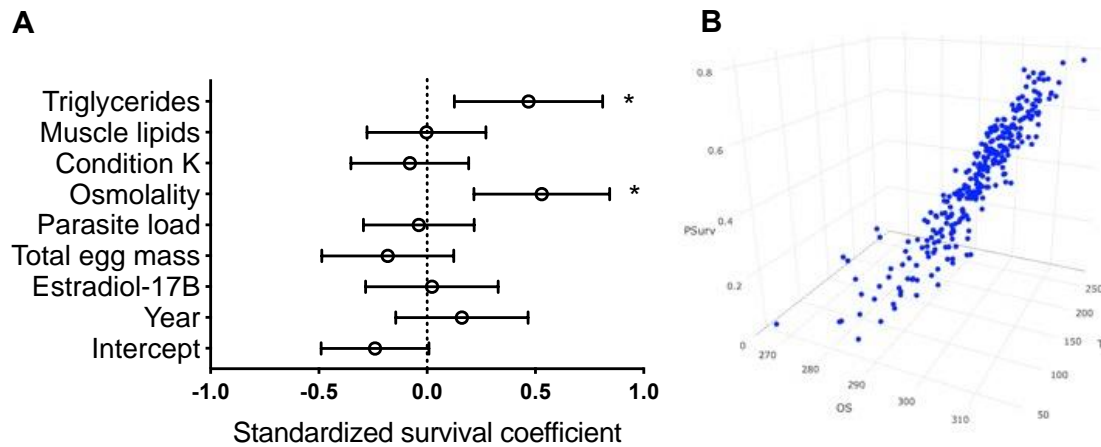 A
B
Triglycerides
*
Muscle lipids
Condition K
Osmolality
*
Parasite load
Total egg mass
Estradiol-17B
Year
Intercept
-1.0 -0.5 0.0 0.5 1.0
Standardized survival coefficient
0.8
0.6
0.4
PSurv
0.2
0
270
280
290
300
310
OS
50
100
150
200
250
T